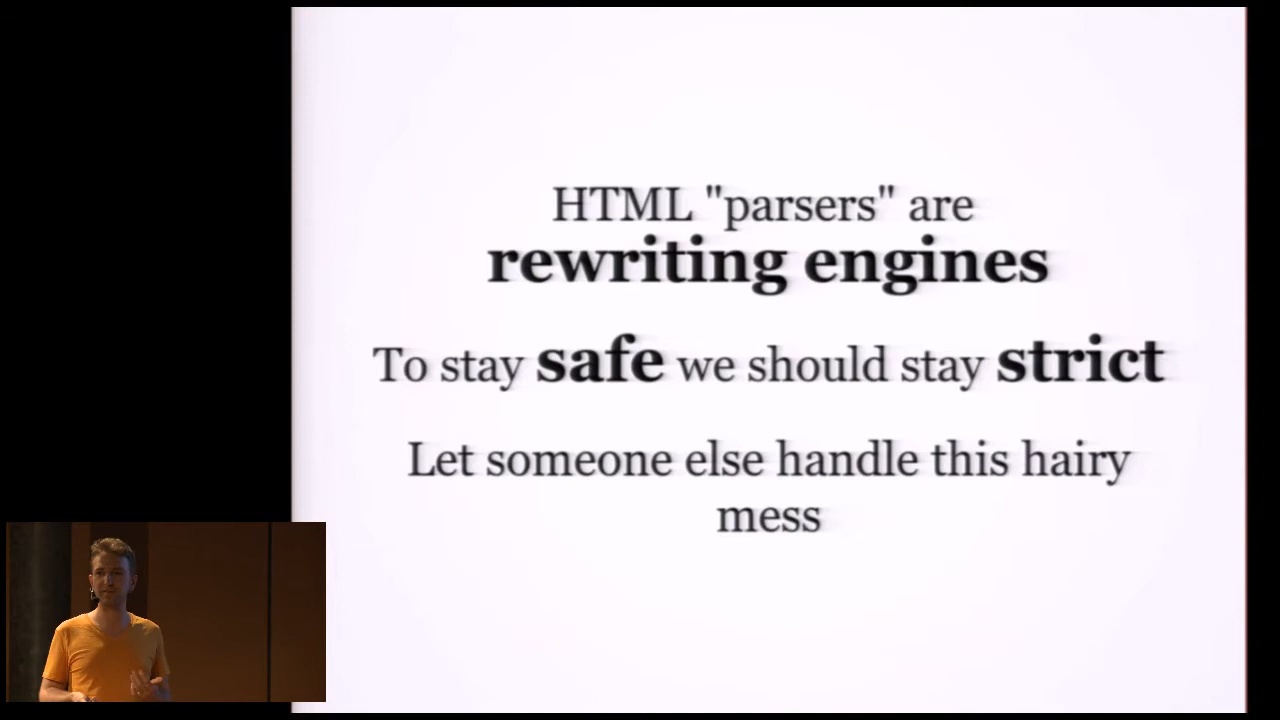 HTML "parsers" are
rewriting engines
To stay safe we should stay strict
Let someone else handle this hairy
mess